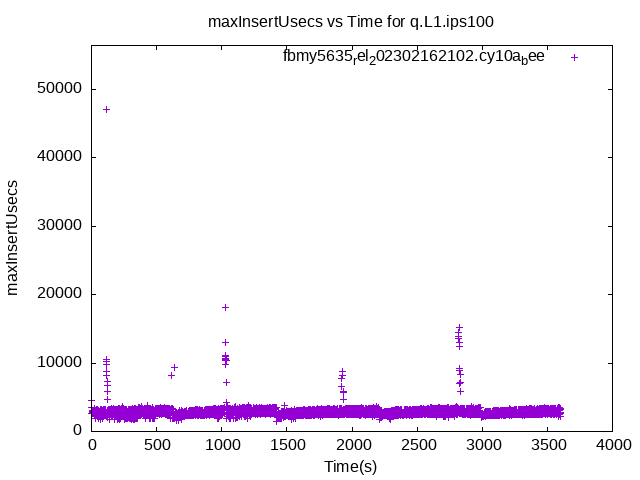 maxInsertUsecs vs Time for q.L1.ips100
fbmy5635rel202302162102.cy10abee
maxInsertUsecs
50000
40000
30000
20000
10000
0
0 500 1000 1500 2000 2500 3000 3500 4000
Time(s)